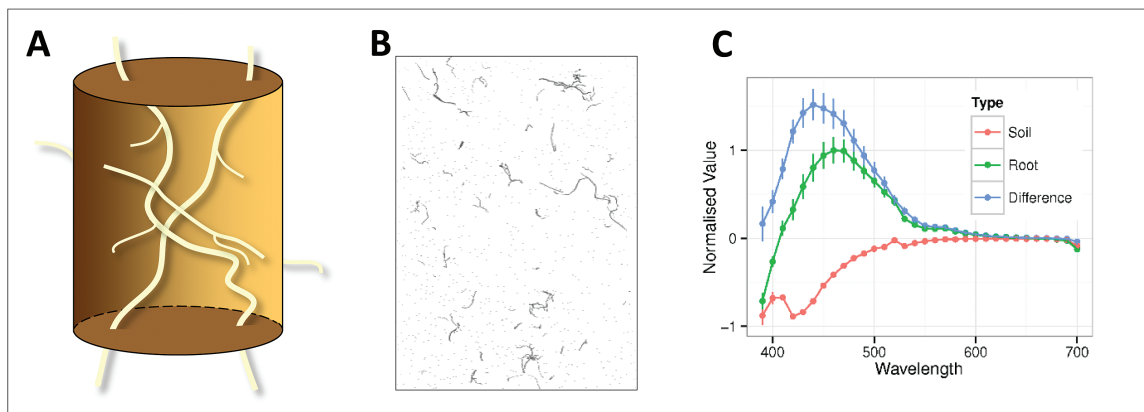 A
B
C
Type
Soil
Root
Difference
Normalised Value
1
0
−1
400
500
600
700
Wavelength